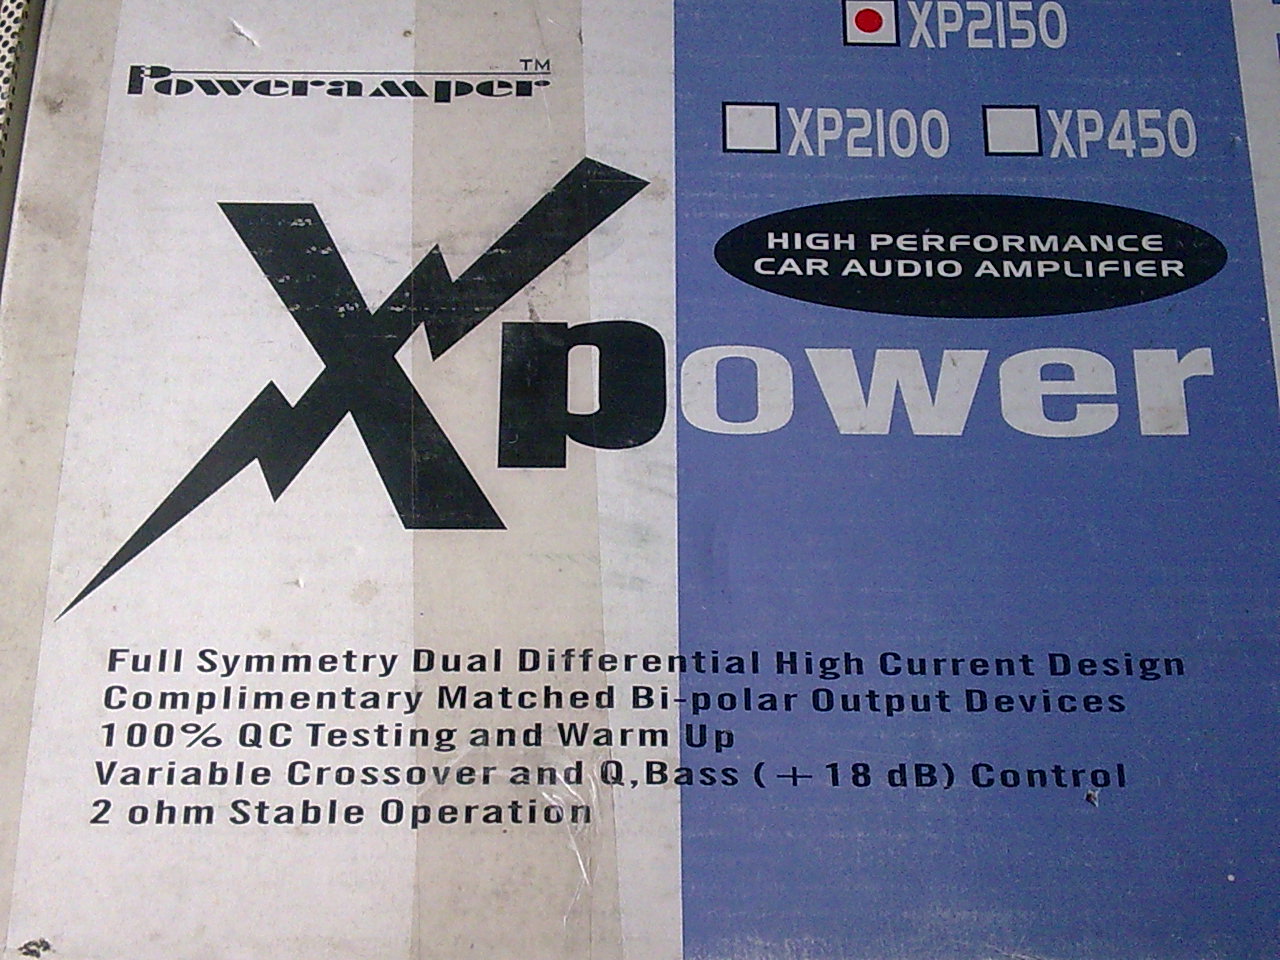 XP2150
Poweramper™
XP2100 XP450
HIGH PERFORMANCE
CAR AUDIO AMPLIFIER
Xpower
Full Symmetry Dual Differential High Current Design
Complimentary Matched Bi-polar Output Devices
100% QC Testing and Warm Up
Variable Crossover and Q,Bass (+18 dB) Control
2 ohm Stable Operation